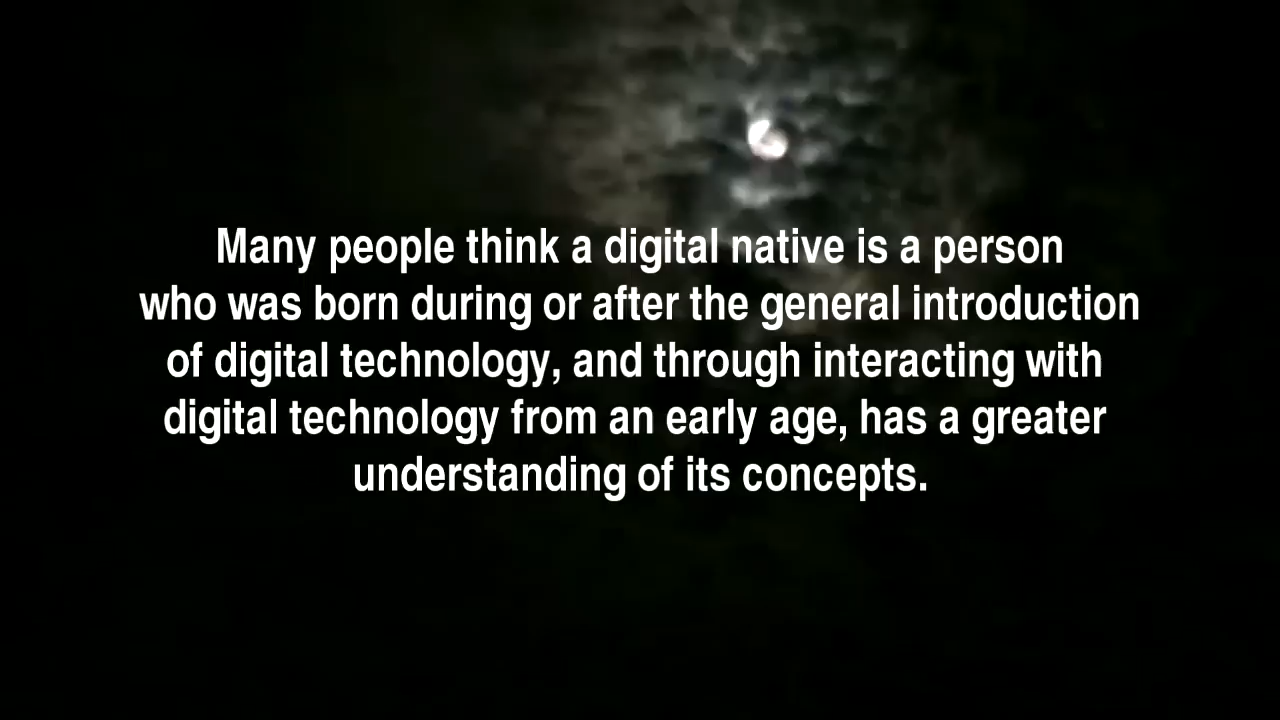 Many people think a digital native is a person
who was born during or after the general introduction
of digital technology, and through interacting with
digital technology from an early age, has a greater
understanding of its concepts.